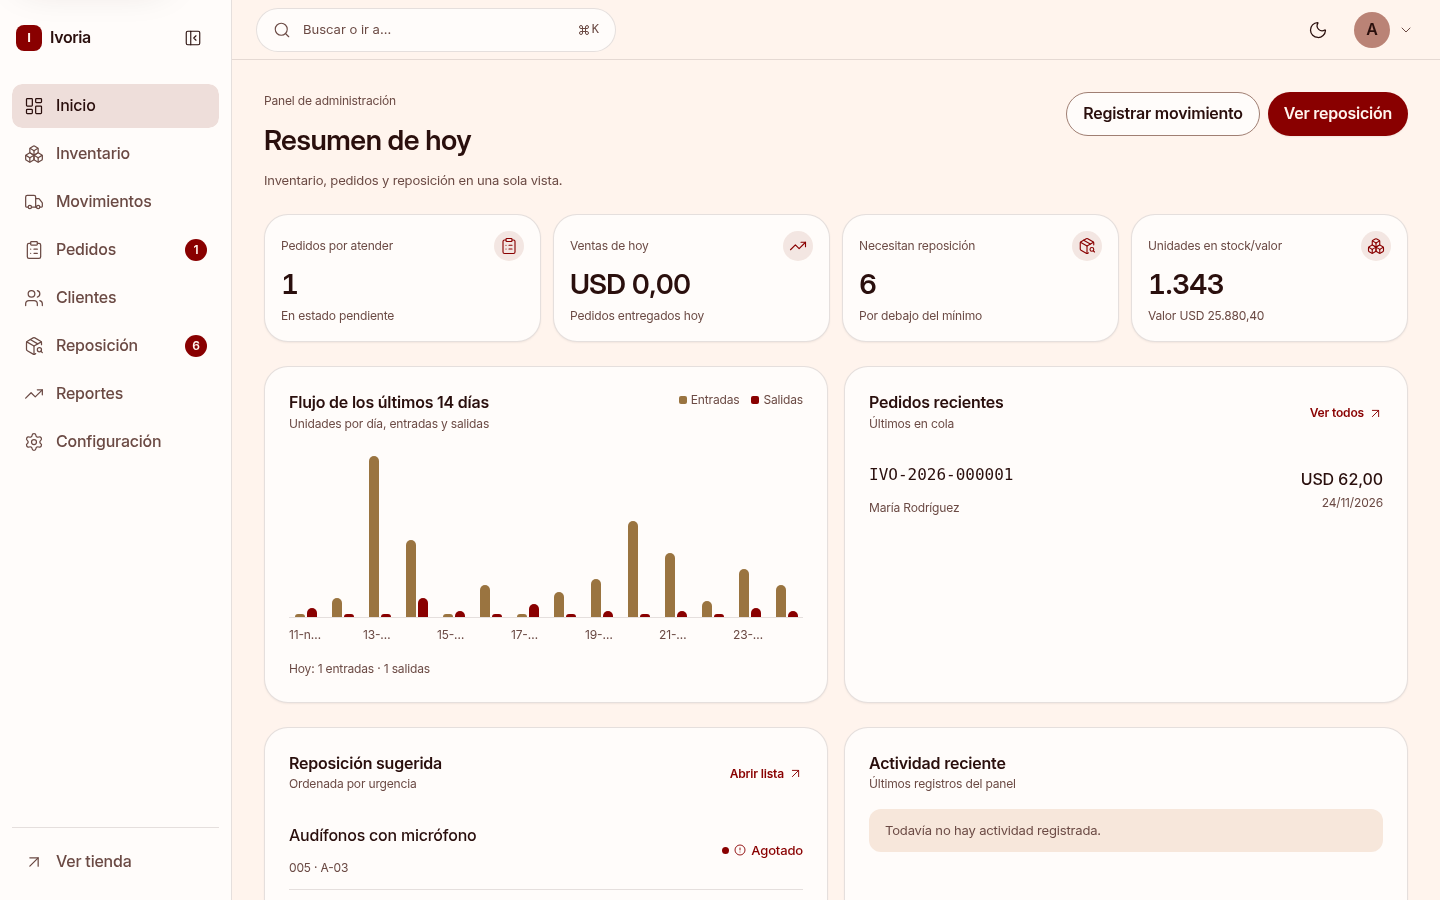 I Ivoria
Inicio
Inventario
Movimientos
Pedidos 1
Clientes
Reposición 6
Reportes
Configuración
Ver tienda
Buscar o ir a... ⌘K
A
Panel de administración
Resumen de hoy
Inventario, pedidos y reposición en una sola vista.
Registrar movimiento
Ver reposición
Pedidos por atender
1
En estado pendiente
Ventas de hoy
USD 0,00
Pedidos entregados hoy
Necesitan reposición
6
Por debajo del mínimo
Unidades en stock/valor
1.343
Valor USD 25.880,40
Flujo de los últimos 14 días
Unidades por día, entradas y salidas
Entradas Salidas
11-n... 13-... 15-... 17-... 19-... 21-... 23-...
Hoy: 1 entradas · 1 salidas
Pedidos recientes
Últimos en cola
Ver todos
IVO-2026-000001
María Rodríguez
USD 62,00
24/11/2026
Reposición sugerida
Ordenada por urgencia
Abrir lista
Audífonos con micrófono
005 · A-03
Agotado
Actividad reciente
Últimos registros del panel
Todavía no hay actividad registrada.